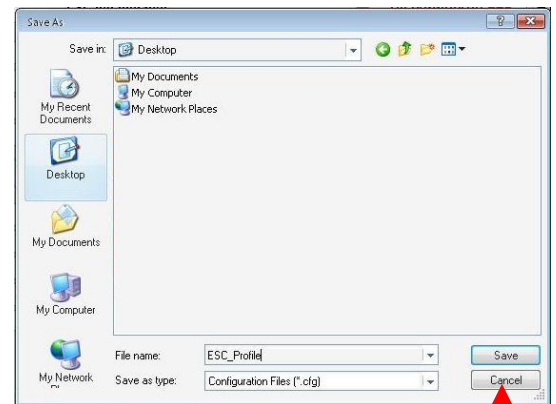 Save As
Save in:
Desktop
My Recent
Documents
Desktop
My Documents
My Computer
My Network
My Documents
My Computer
My Network Places
File name:
ESC_Profile
Save
Save as type:
Configuration Files (*.cfg)
Cancel